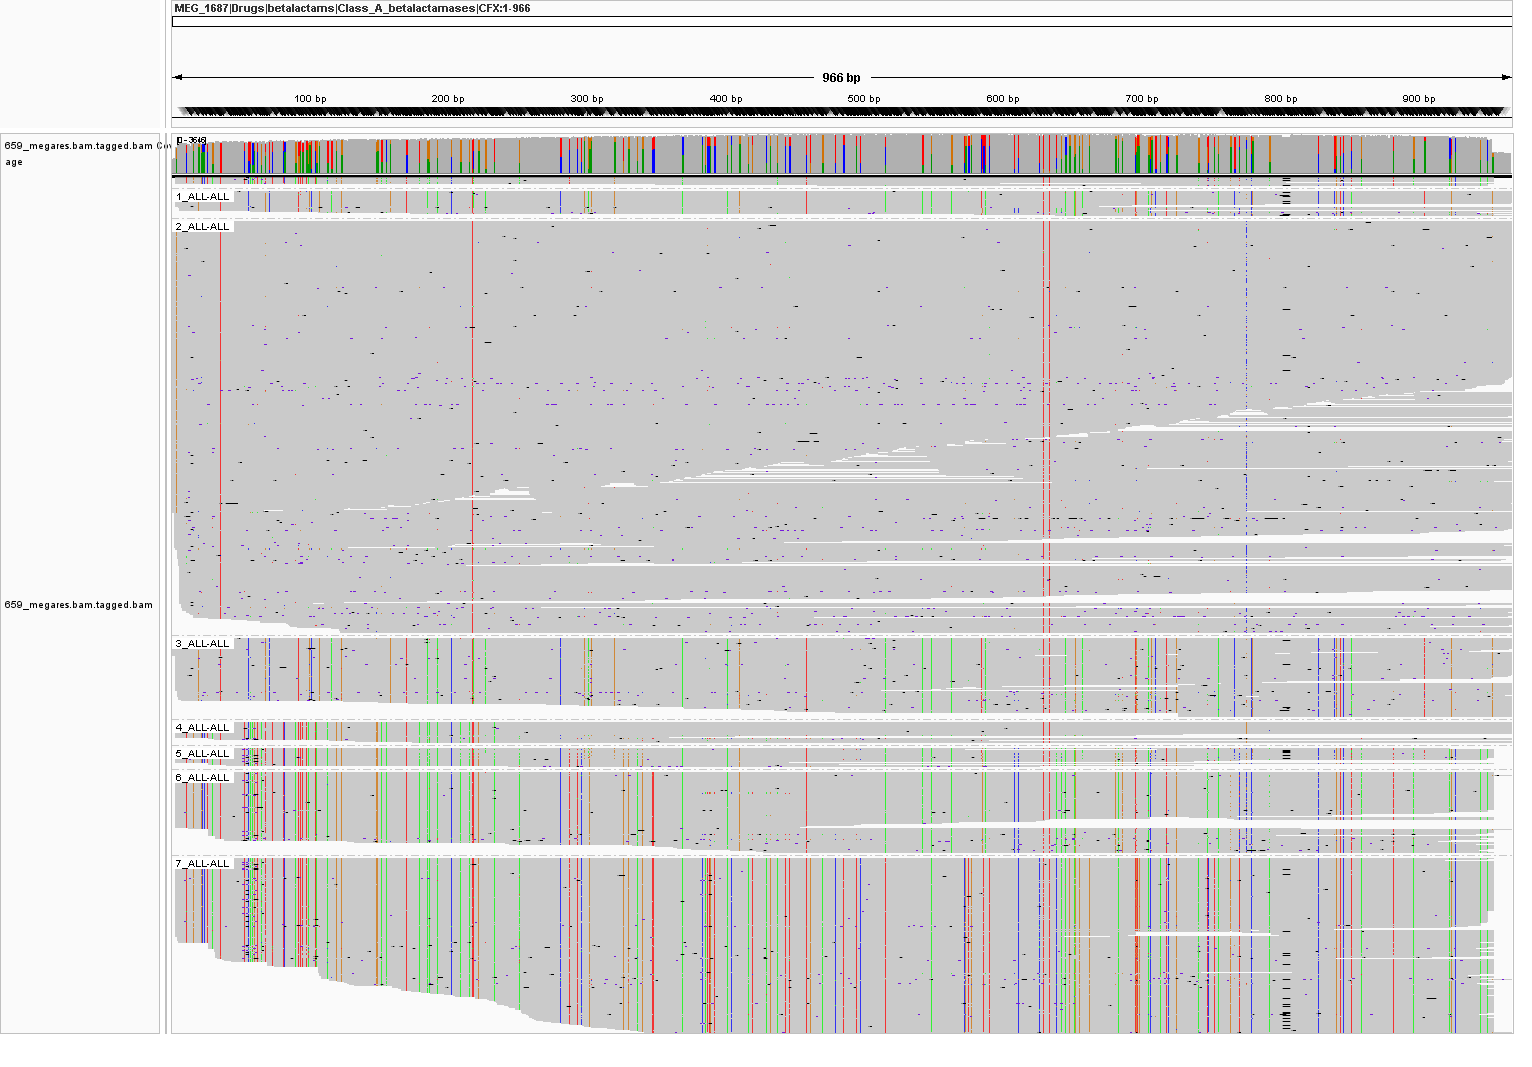 MEG_1687|Drugs|betalactams|Class_A_betalactamases|CFX:1-966
966 bp
100 bp 200 bp 300 bp 400 bp 500 bp 600 bp 700 bp 800 bp 900 bp
659_megares.bam.tagged.bam
age
1_ALL-ALL
2_ALL-ALL
659_megares.bam.tagged.bam
3_ALL-ALL
4_ALL-ALL
5_ALL-ALL
6_ALL-ALL
7_ALL-ALL